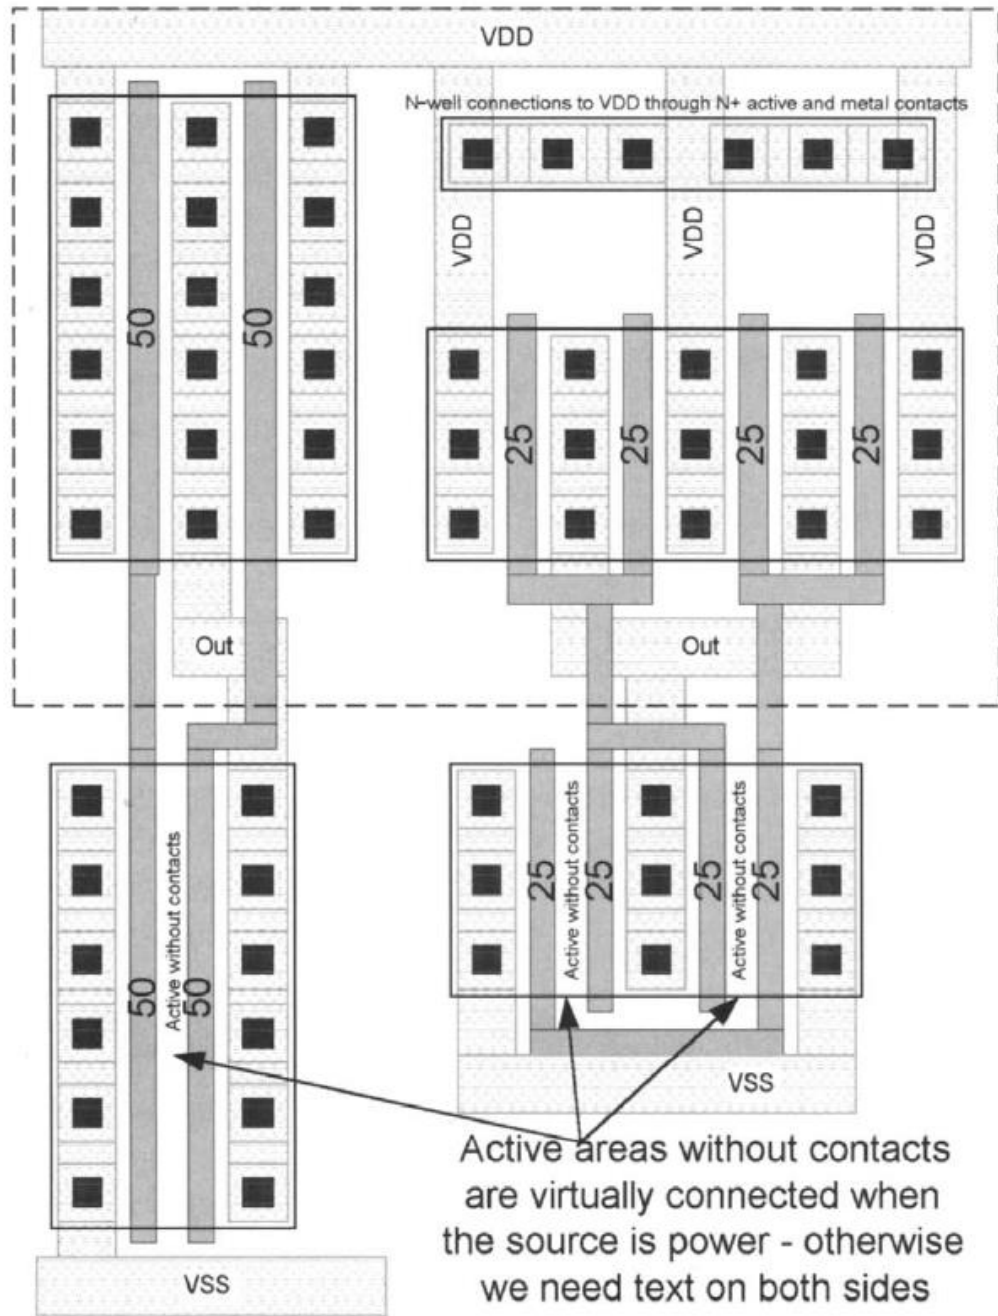 VDD
N-well connections to VDD through N+ active and metal contacts
VDD
VDD
VDD
50
50
25
25
25
25
Out
Out
Active without contacts
50
50
Active without contacts
Active without contacts
25
25
25
25
VSS
VSS
Active areas without contacts
are virtually connected when
the source is power - otherwise
we need text on both sides